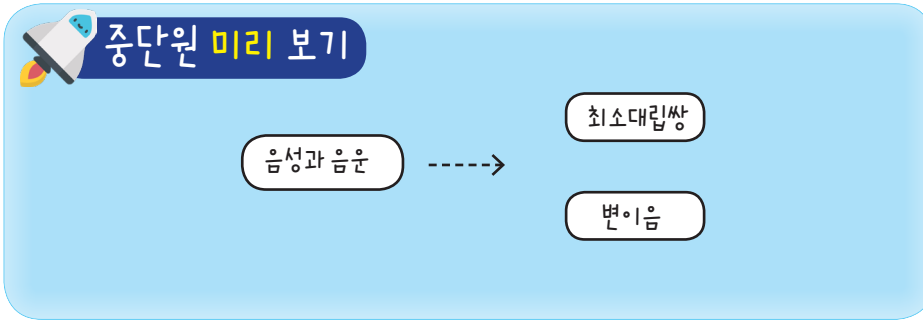 중단원 미리 보기
최소대립쌍
음성과 음운
변이음